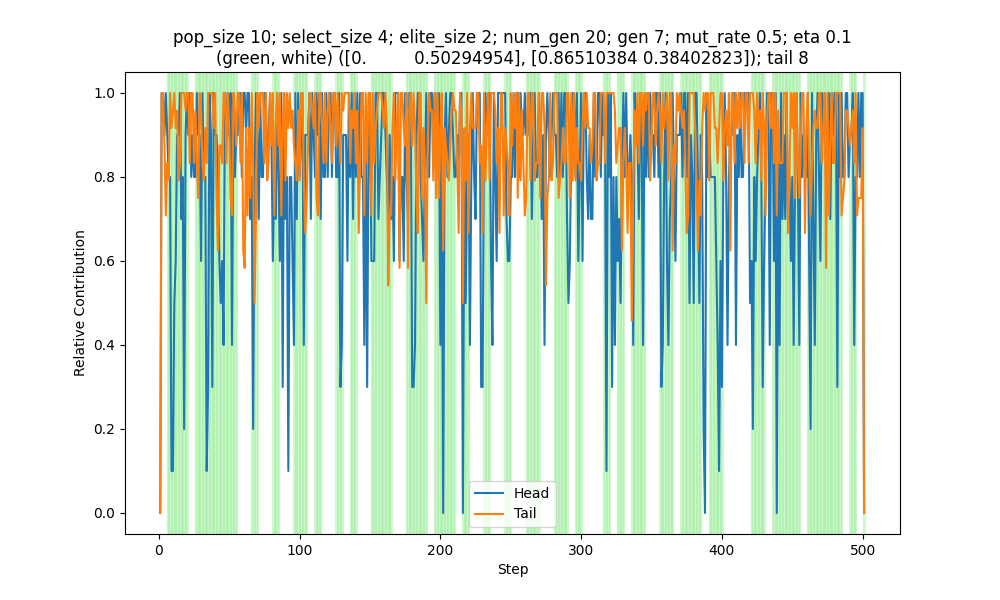 pop_size 10; select_size 4; elite_size 2; num_gen 20; gen 7; mut_rate 0.5; eta 0.1
(green, white) ([0.         0.50294954], [0.86510384 0.38402823]); tail 8
Relative Contribution
1.0
0.8
0.6
0.4
0.2
0.0
Head
Tail
0 100 200 300 400 500
Step